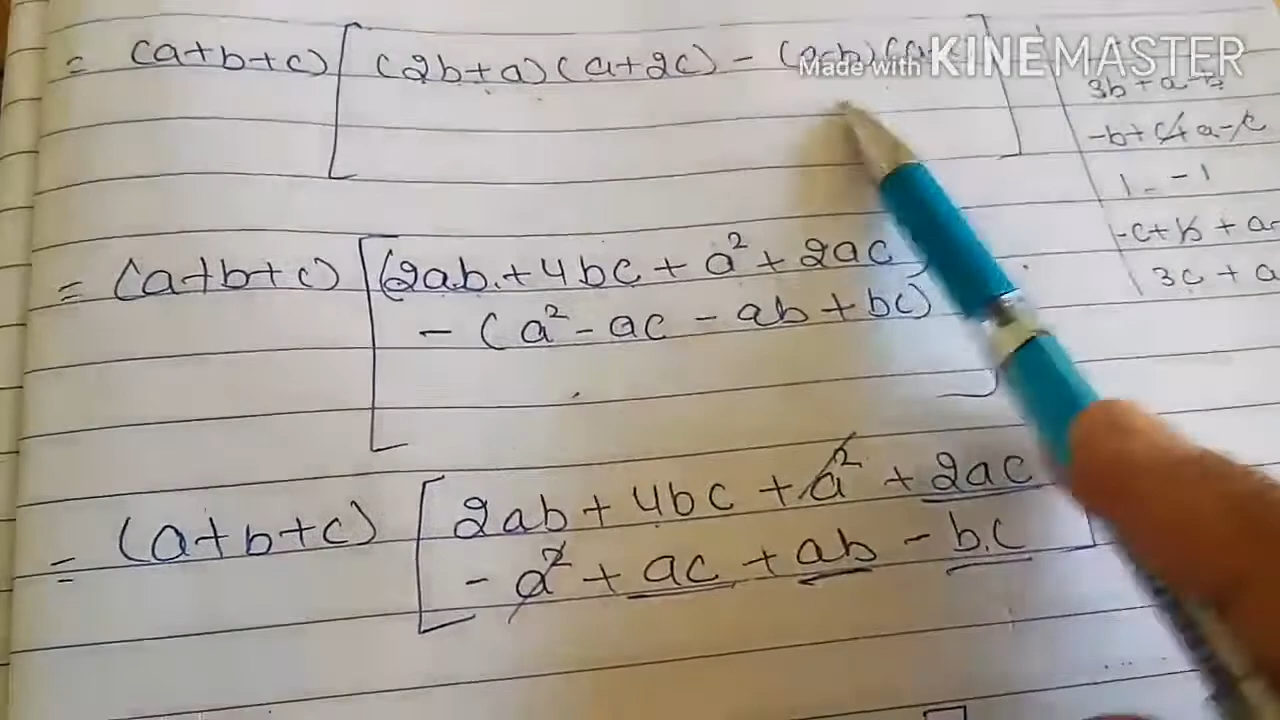 = (a+b+c) [ (2b+a)(a+2c) - (a-b)
Made with KINEMASTER
3b + a - b
-b + c + a - c
1 - -1
-c + b + a-
3c + a
= (a+b+c) [ (2ab + 4bc + a² + 2ac
- (a² - ac - ab + bc) ]
= (a+b+c) [ 2ab + 4bc + a² + 2ac
- a² + ac + ab - bc ]